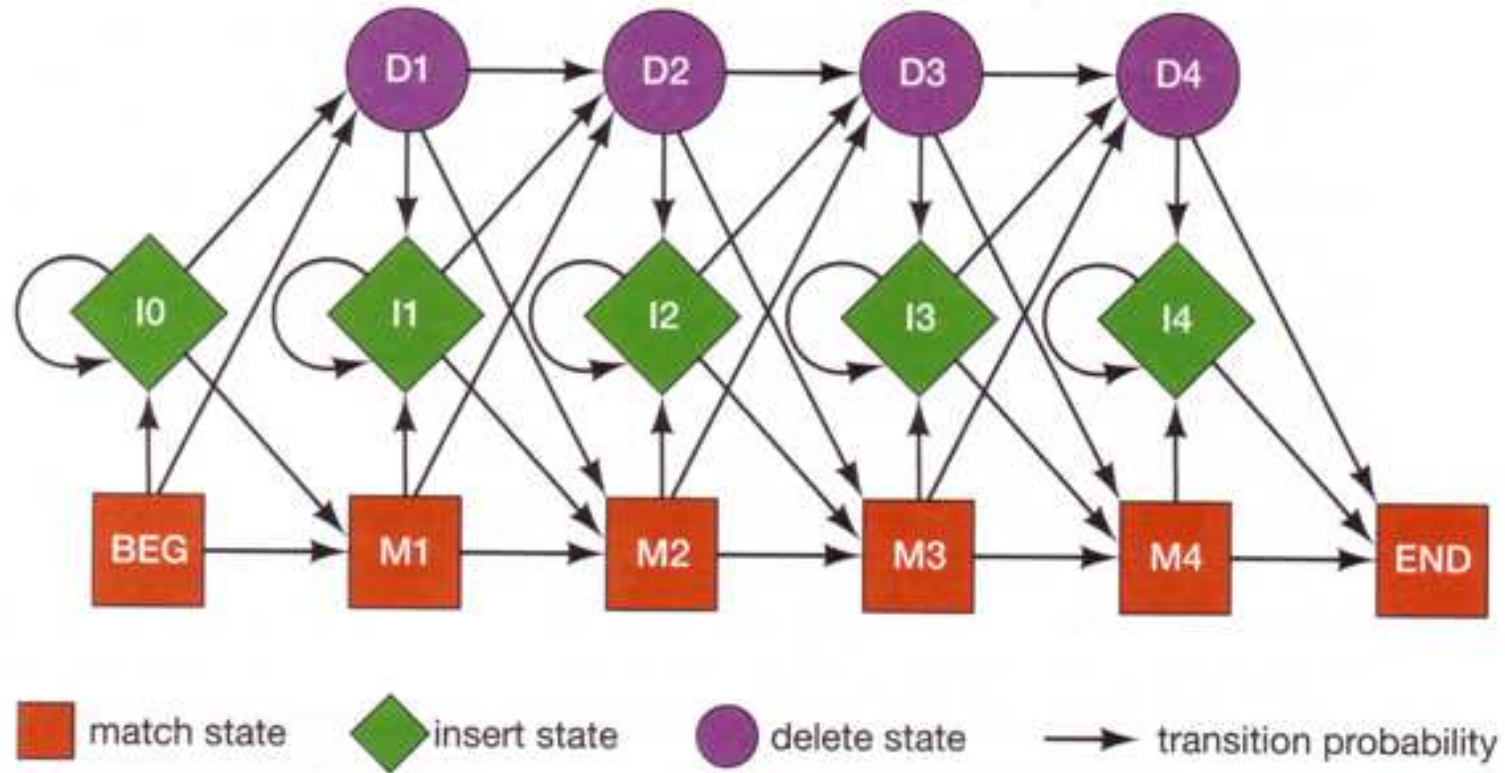 D1 D2 D3 D4
I0 I1 I2 I3 I4
BEG M1 M2 M3 M4 END
match state insert state delete state transition probability